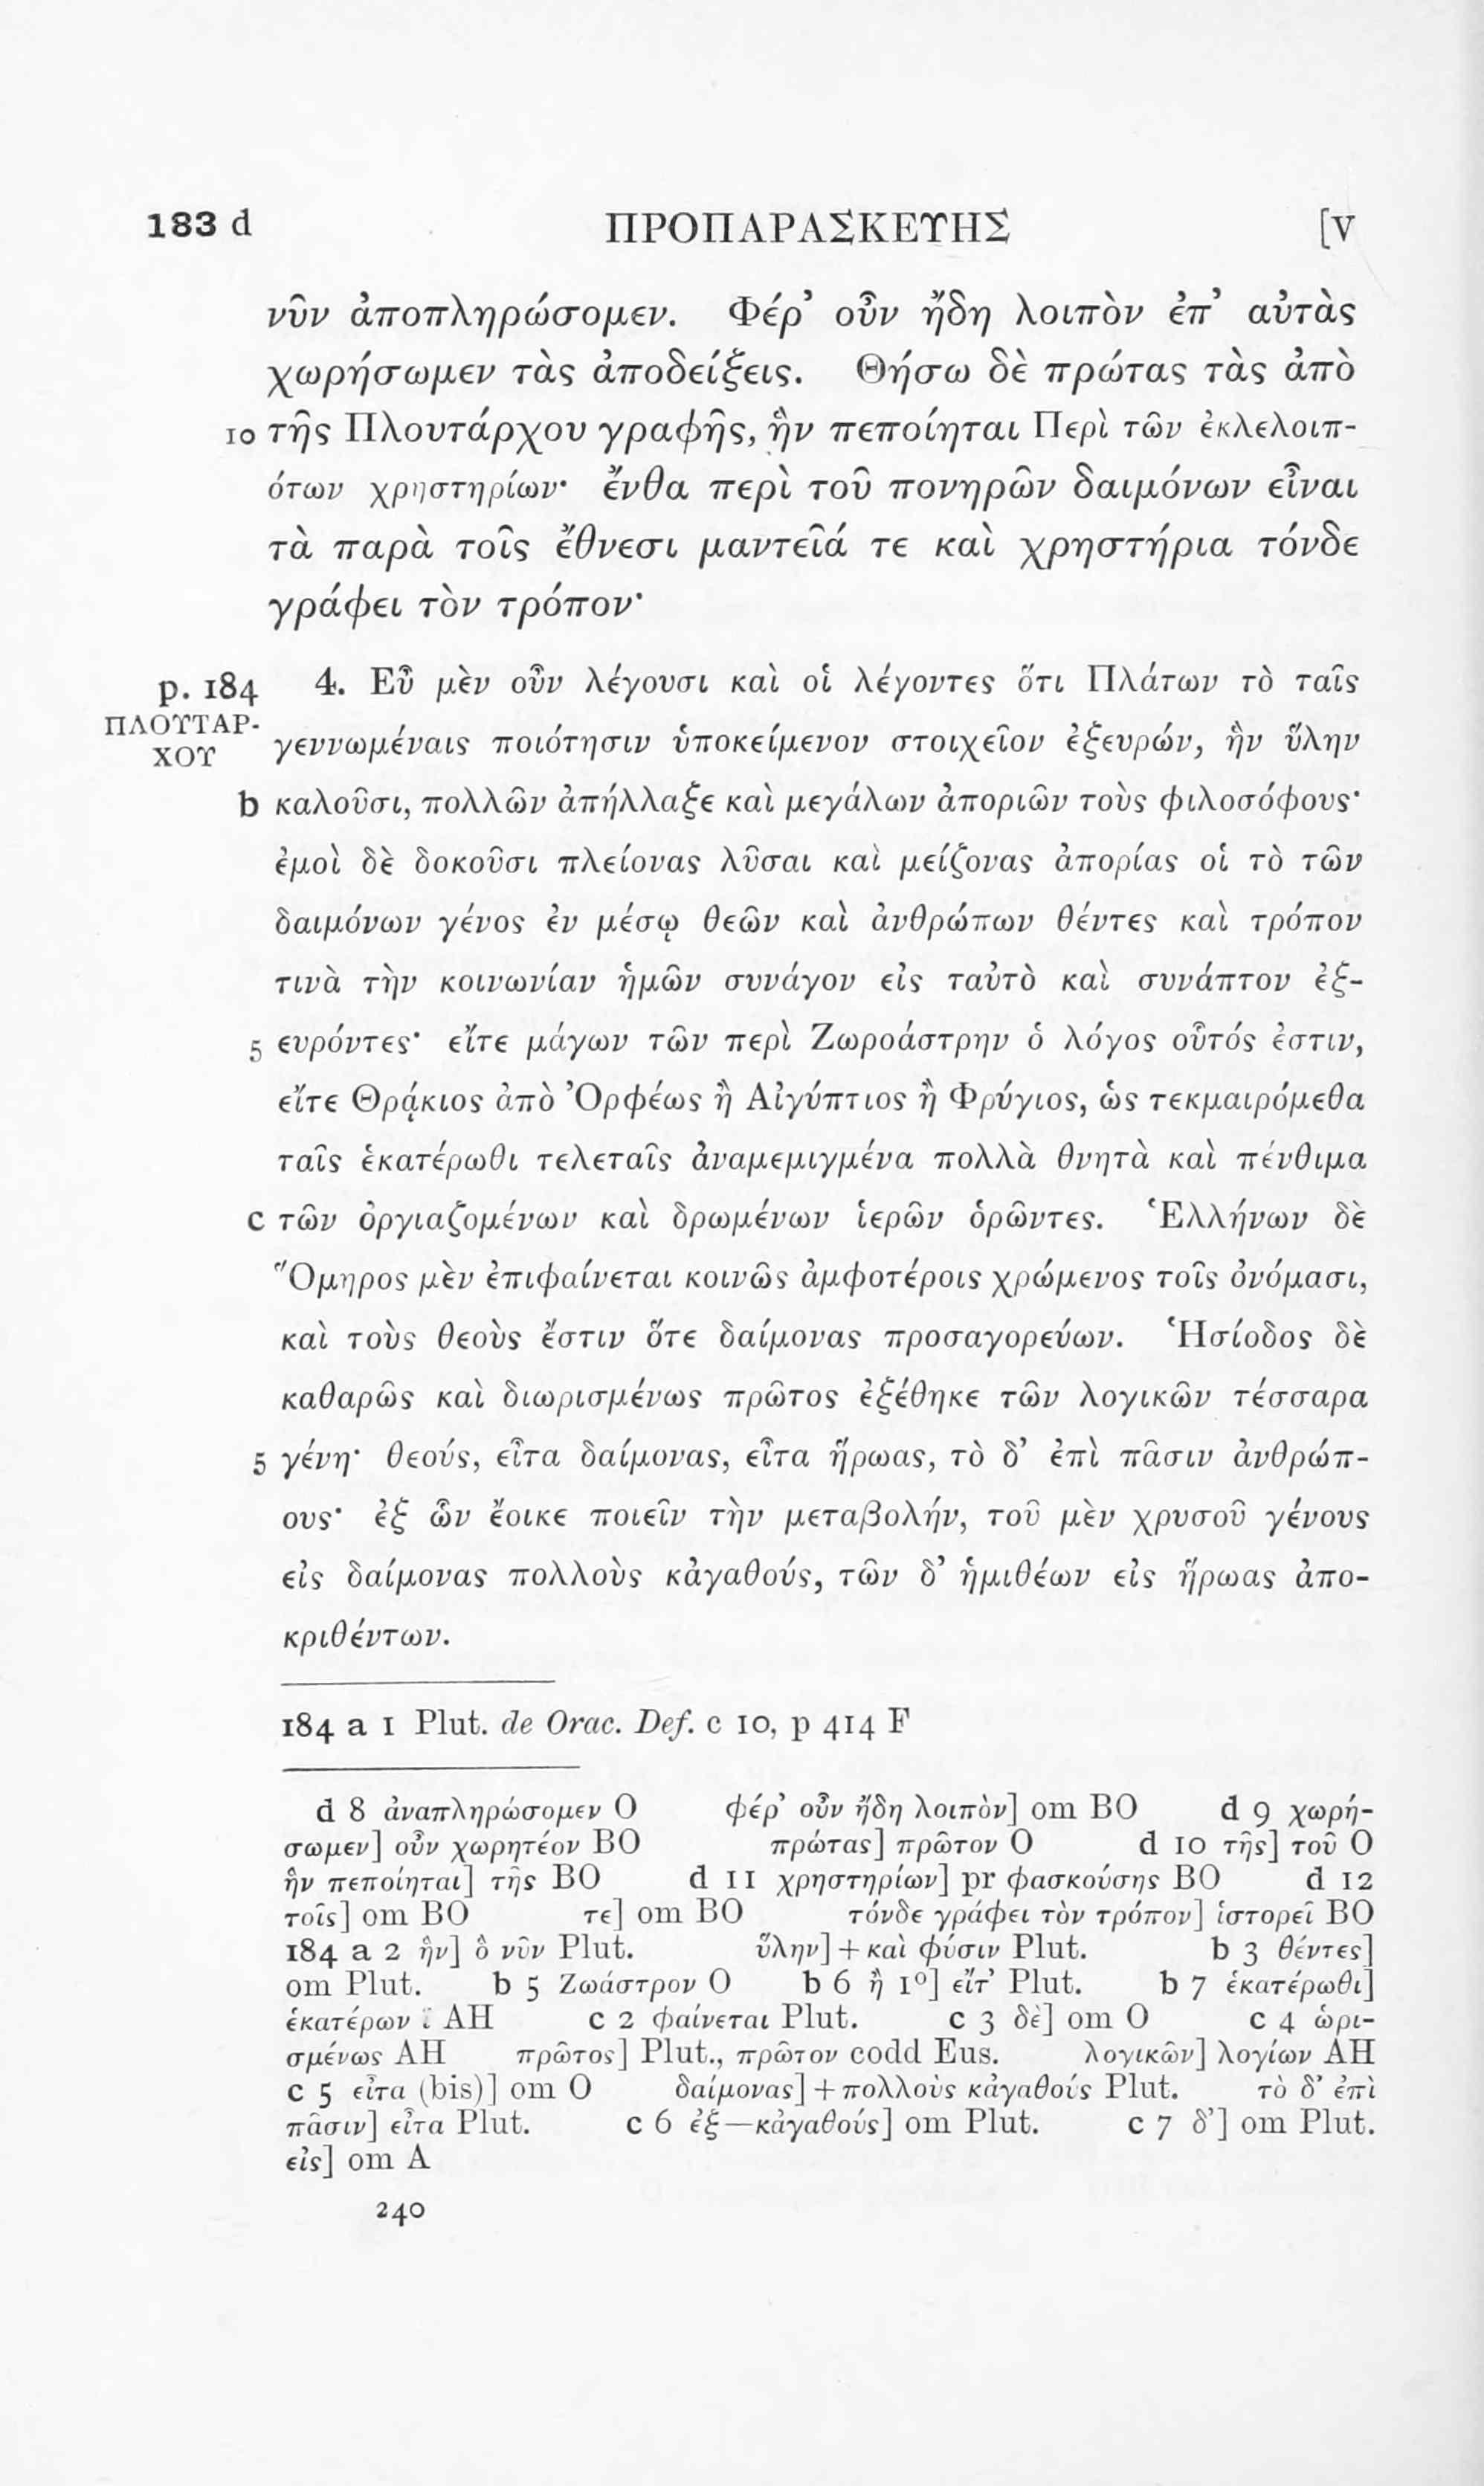 183 d ΠΡΟΠΑΡΑΣΚΕΥΗΣ [V
νῦν ἀποπληρώσομεν. Φέρ’ οὖν ἤδη λοιπὸν ἐπ’ αὐτὰς
χωρήσωμεν τὰς ἀποδείξεις. Θήσω δὲ πρώτας τὰς ἀπὸ
10 τῆς Πλουτάρχου γραφῆς, ἣν πεποίηται Περὶ τῶν ἐκλελοιπ-
ότων χρηστηρίων· ἔνθα περὶ τοῦ πονηρῶν δαιμόνων εἶναι
τὰ παρὰ τοῖς ἔθνεσι μαντεῖά τε καὶ χρηστήρια τόνδε
γράφει τὸν τρόπον·
p. 184 4. Εὖ μὲν οὖν λέγουσι καὶ οἱ λέγοντες ὅτι Πλάτων τὸ ταῖς
ΠΛΟΥΤΑΡ-
ΧΟΥ γεννωμέναις ποιότησιν ὑποκείμενον στοιχεῖον ἐξευρών, ἣν ὕλην
b καλοῦσι, πολλῶν ἀπήλλαξε καὶ μεγάλων ἀποριῶν τοὺς φιλοσόφους·
ἐμοὶ δὲ δοκοῦσι πλείονας λῦσαι καὶ μείζονας ἀπορίας οἱ τὸ τῶν
δαιμόνων γένος ἐν μέσῳ θεῶν καὶ ἀνθρώπων θέντες καὶ τρόπον
τινὰ τὴν κοινωνίαν ἡμῶν συνάγον εἰς ταὐτὸ καὶ συνάπτον ἐξ-
5 ευρόντες· εἴτε μάγων τῶν περὶ Ζωροάστρην ὁ λόγος οὗτός ἐστιν,
εἴτε Θρᾴκιος ἀπὸ Ὀρφέως ἢ Αἰγύπτιος ἢ Φρύγιος, ὡς τεκμαιρόμεθα
ταῖς ἑκατέρωθι τελεταῖς ἀναμεμιγμένα πολλὰ θνητὰ καὶ πένθιμα
c τῶν ὀργιαζομένων καὶ δρωμένων ἱερῶν ὁρῶντες. Ἑλλήνων δὲ
Ὅμηρος μὲν ἐπιφαίνεται κοινῶς ἀμφοτέροις χρώμενος τοῖς ὀνόμασι,
καὶ τοὺς θεοὺς ἔστιν ὅτε δαίμονας προσαγορεύων. Ἡσίοδος δὲ
καθαρῶς καὶ διωρισμένως πρῶτος ἐξέθηκε τῶν λογικῶν τέσσαρα
5 γένη· θεούς, εἶτα δαίμονας, εἶτα ἥρωας, τὸ δ’ ἐπὶ πᾶσιν ἀνθρώπ-
ους· ἐξ ὧν ἔοικε ποιεῖν τὴν μεταβολήν, τοῦ μὲν χρυσοῦ γένους
εἰς δαίμονας πολλοὺς κἀγαθούς, τῶν δ’ ἡμιθέων εἰς ἥρωας ἀπο-
κριθέντων.
184 a 1 Plut. de Orac. Def. c 10, p 414 F
d 8 ἀναπληρώσομεν O φέρ’ οὖν ἤδη λοιπὸν] om BO d 9 χωρή-
σωμεν] οὖν χωρητέον BO πρώτας] πρῶτον O d 10 τῆς] τοῦ O
ἣν πεποίηται] τῆς BO d 11 χρηστηρίων] pr φασκούσης BO d 12
τοῖς] om BO τε] om BO τόνδε γράφει τὸν τρόπον] ἱστορεῖ BO
184 a 2 ἣν] ὃ νῦν Plut. ὕλην] + καὶ φύσιν Plut. b 3 θέντες]
om Plut. b 5 Ζωάστρον O b 6 ἢ 1º] εἴτ’ Plut. b 7 ἑκατέρωθι]
ἑκατέρων AH c 2 φαίνεται Plut. c 3 δὲ] om O c 4 ὡρι-
σμένως AH πρῶτος] Plut., πρῶτον codd Eus. λογικῶν] λογίων AH
c 5 εἶτα (bis)] om O δαίμονας] + πολλοὺς κἀγαθούς Plut. τὸ δ’ ἐπὶ
πᾶσιν] εἶτα Plut. c 6 ἐξ—κἀγαθούς] om Plut. c 7 δ’] om Plut.
εἰς] om A
240